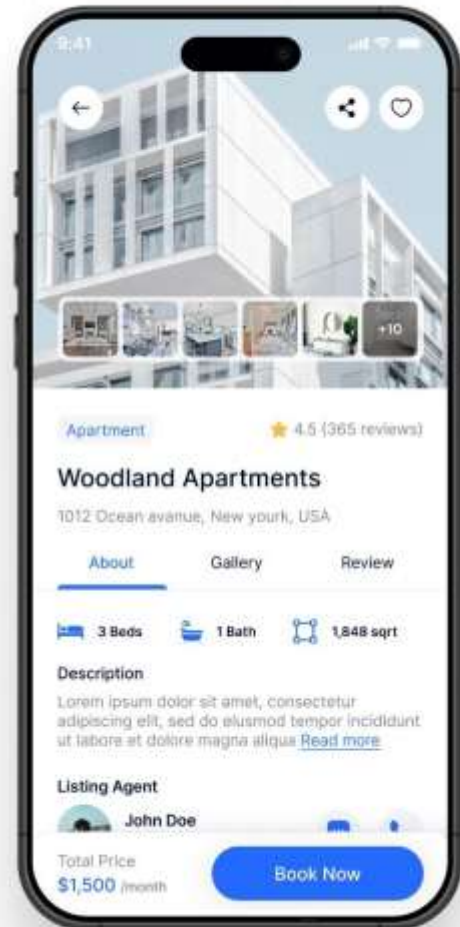 9:41
+10
Apartment
4.5 (365 reviews)
Woodland Apartments
1012 Ocean avanue, New yourk, USA
About Gallery Review
3 Beds 1 Bath 1,848 sqrt
Description
Lorem ipsum dolor sit amet, consectetur
adipiscing elit, sed do eiusmod tempor incididunt
ut labore et dolore magna aliqua Read more
Listing Agent
John Doe
Total Price
$1,500 /month
Book Now